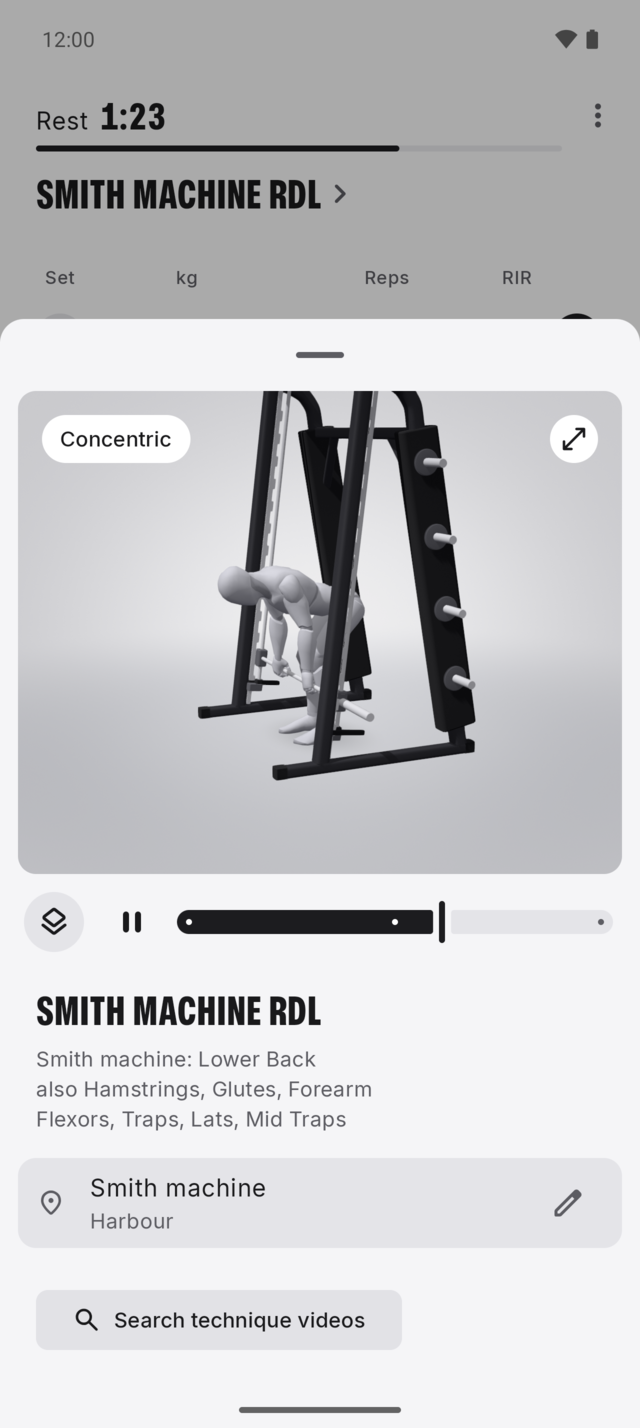 12:00
Rest 1:23
SMITH MACHINE RDL
Set kg Reps RIR
Concentric
SMITH MACHINE RDL
Smith machine: Lower Back
also Hamstrings, Glutes, Forearm
Flexors, Traps, Lats, Mid Traps
Smith machine
Harbour
Search technique videos